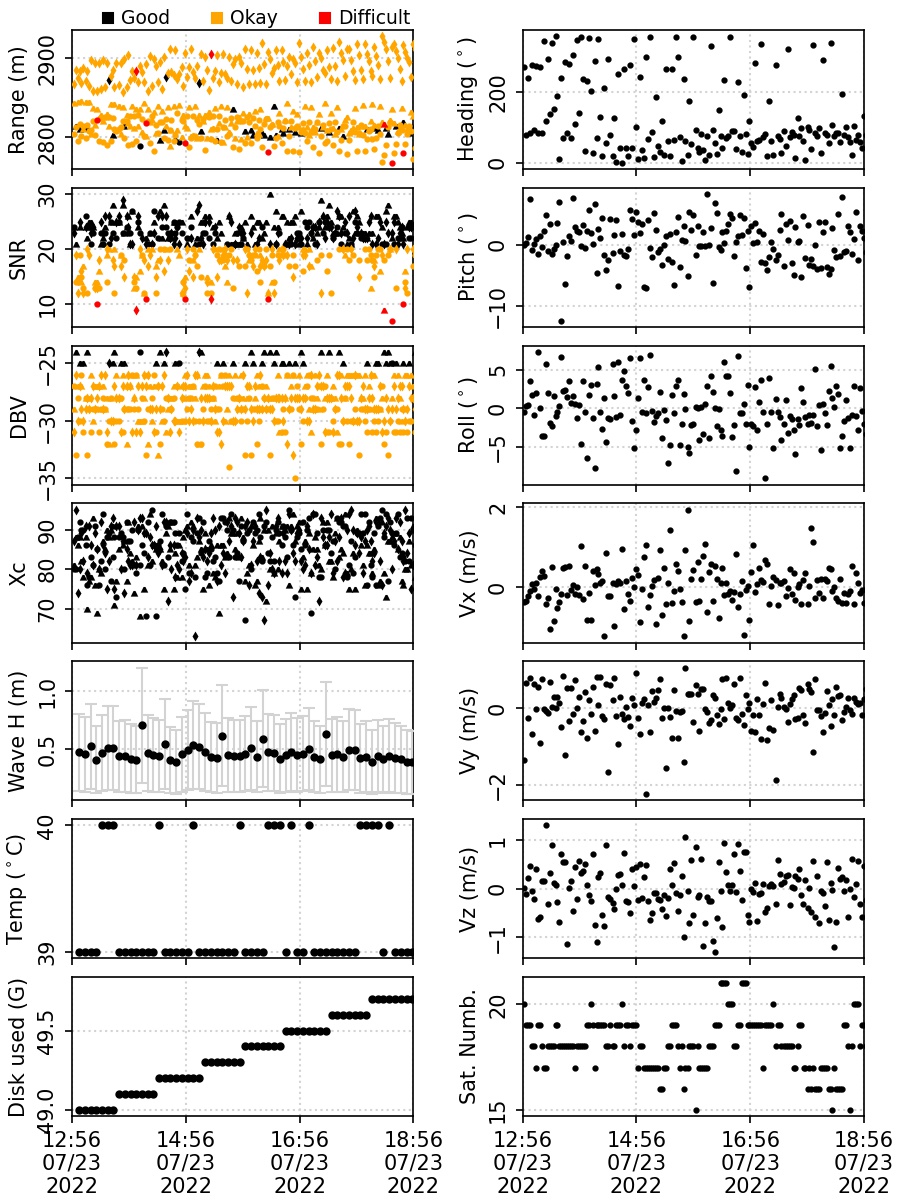 Good Okay Difficult
Range (m)
2900
2800
Heading (°)
200
0
SNR
30
20
10
Pitch (°)
0
−10
DBV
−25
−30
−35
Roll (°)
5
0
−5
Xc
90
80
70
Vx (m/s)
2
0
Wave H (m)
1.0
0.5
Vy (m/s)
0
−2
Temp (°C)
40
39
Vz (m/s)
1
0
−1
Disk used (G)
49.5
49.0
Sat. Numb.
20
15
12:56 14:56 16:56 18:56 12:56 14:56 16:56 18:56
07/23 07/23 07/23 07/23 07/23 07/23 07/23 07/23
2022 2022 2022 2022 2022 2022 2022 2022